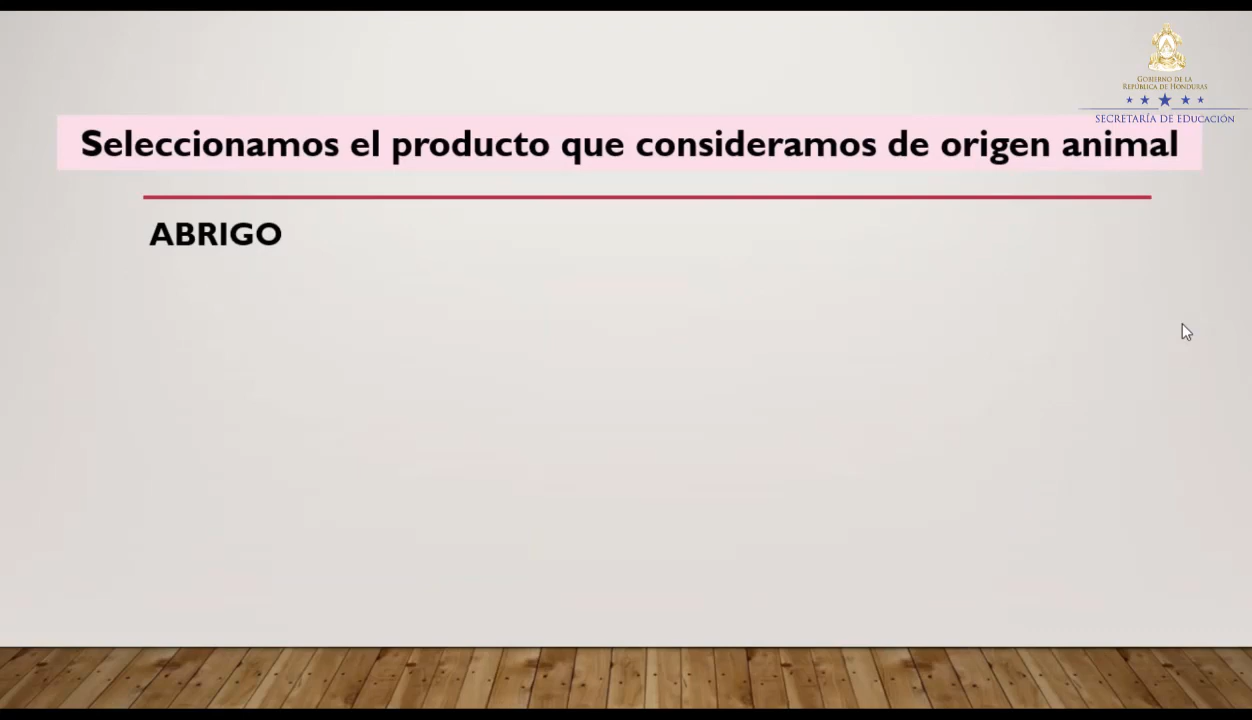 GOBIERNO DE LA
REPÚBLICA DE HONDURAS
SECRETARÍA DE EDUCACIÓN
Seleccionamos el producto que consideramos de origen animal
ABRIGO